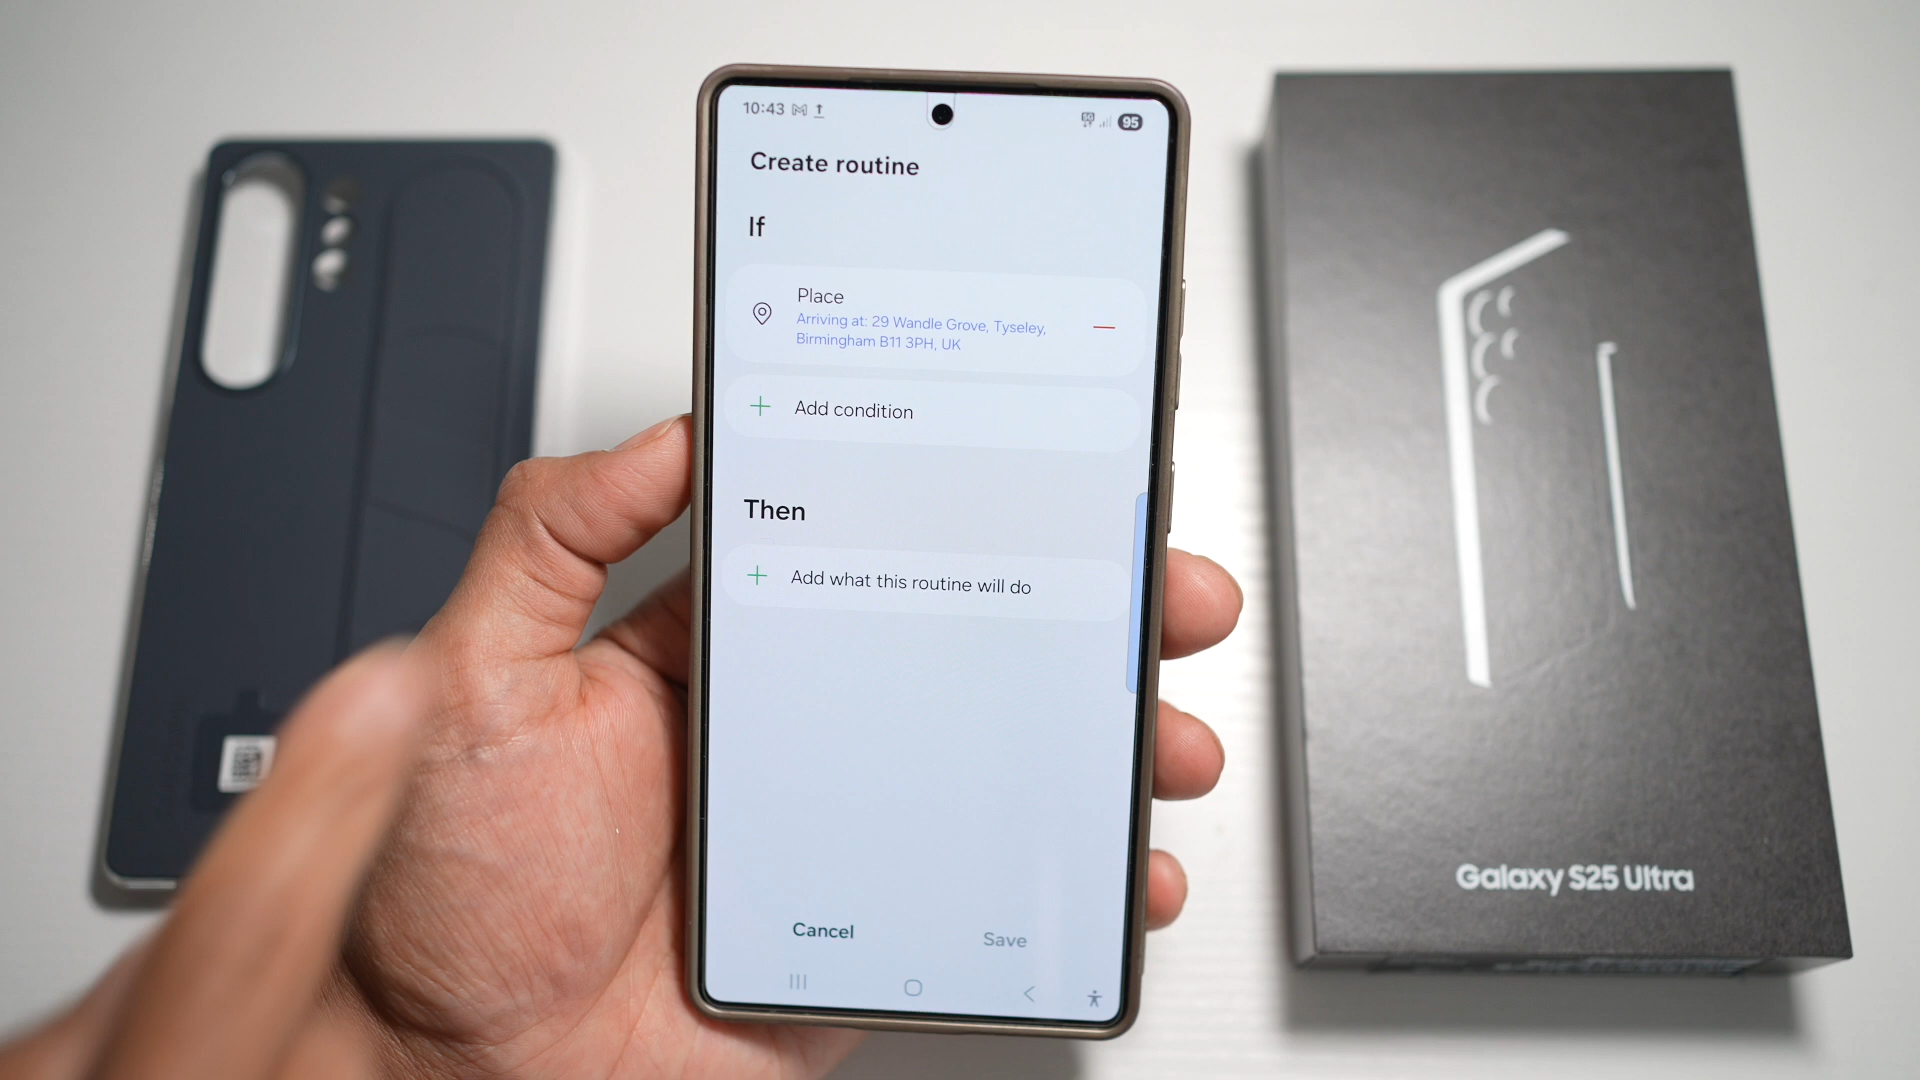 10:43
95
Create routine
If
Place
Arriving at: 29 Wandle Grove, Tyseley,
Birmingham B11 3PH, UK
Add condition
Then
Add what this routine will do
Cancel
Save
Galaxy S25 Ultra